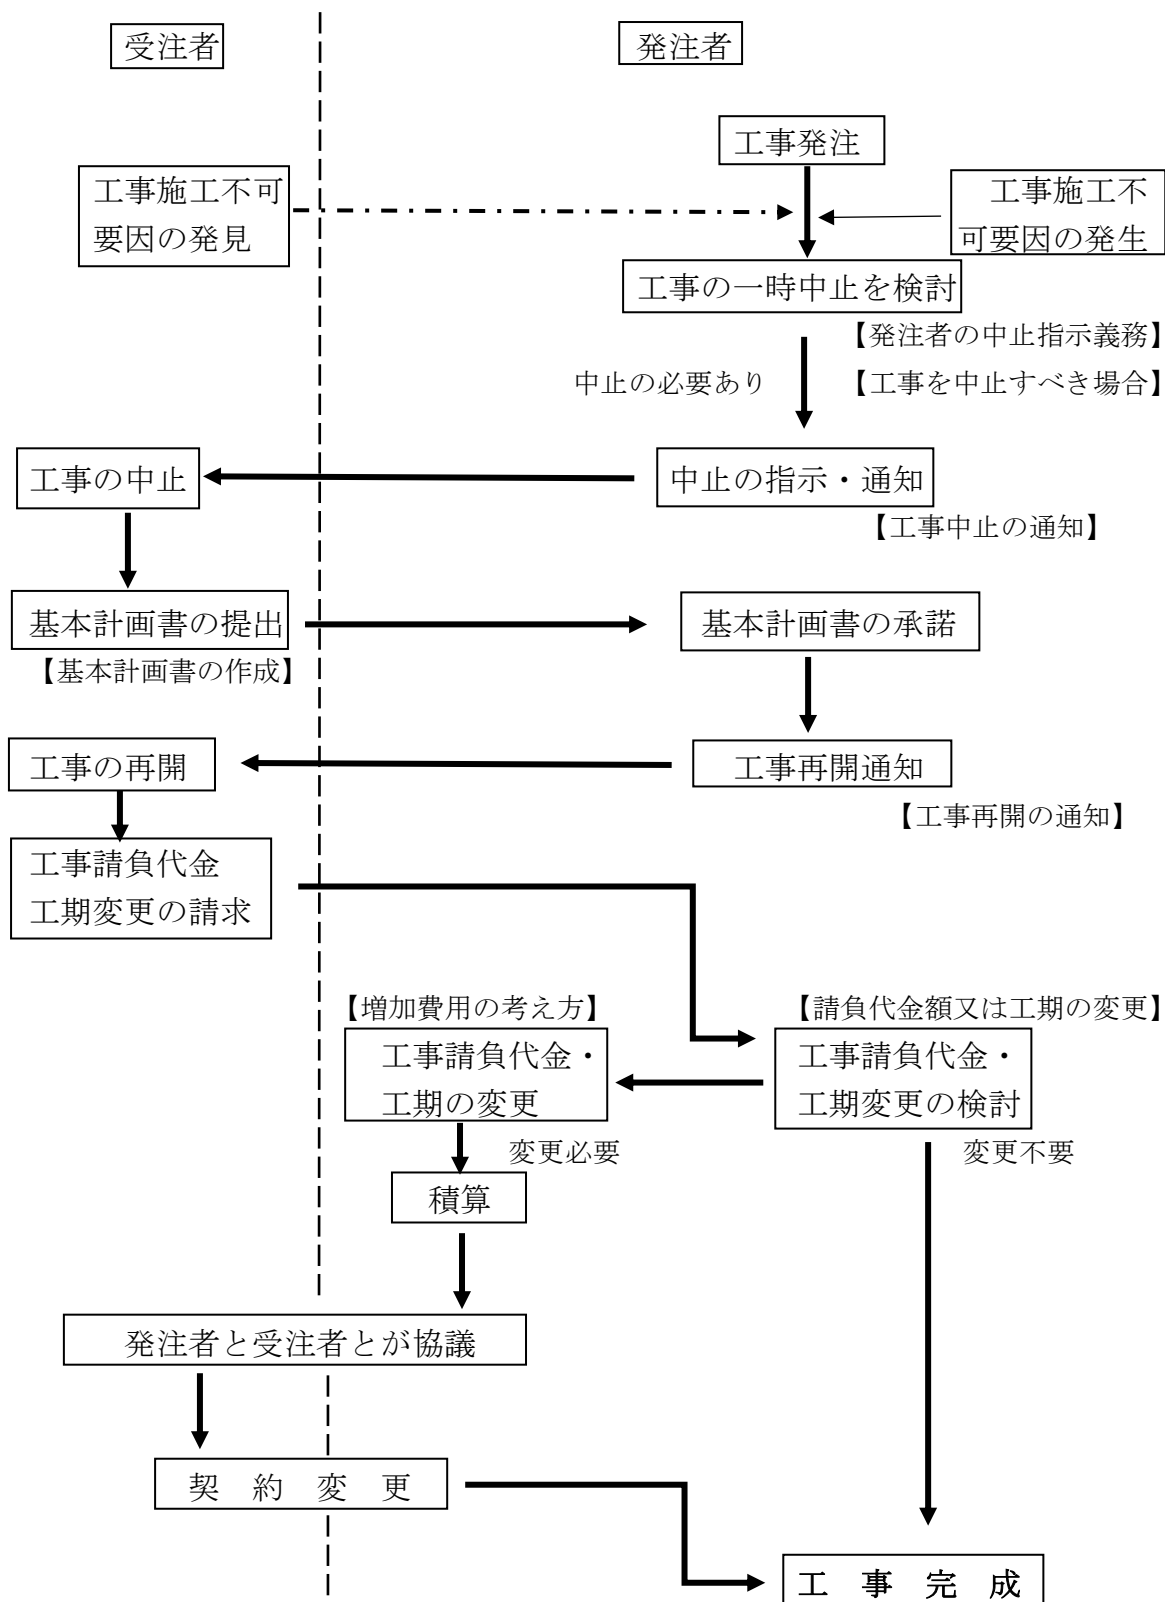 受注者
発注者
工事発注
工事施工不可
要因の発見
工事施工不
可要因の発生
工事の一時中止を検討
【発注者の中止指示義務】
中止の必要あり
【工事を中止すべき場合】
工事の中止
中止の指示・通知
【工事中止の通知】
基本計画書の提出
基本計画書の承諾
【基本計画書の作成】
工事の再開
工事再開通知
【工事再開の通知】
工事請負代金
工期変更の請求
【増加費用の考え方】
【請負代金額又は工期の変更】
工事請負代金・
工期の変更
工事請負代金・
工期変更の検討
変更必要
変更不要
積算
発注者と受注者とが協議
契　約　変　更
工　事　完　成